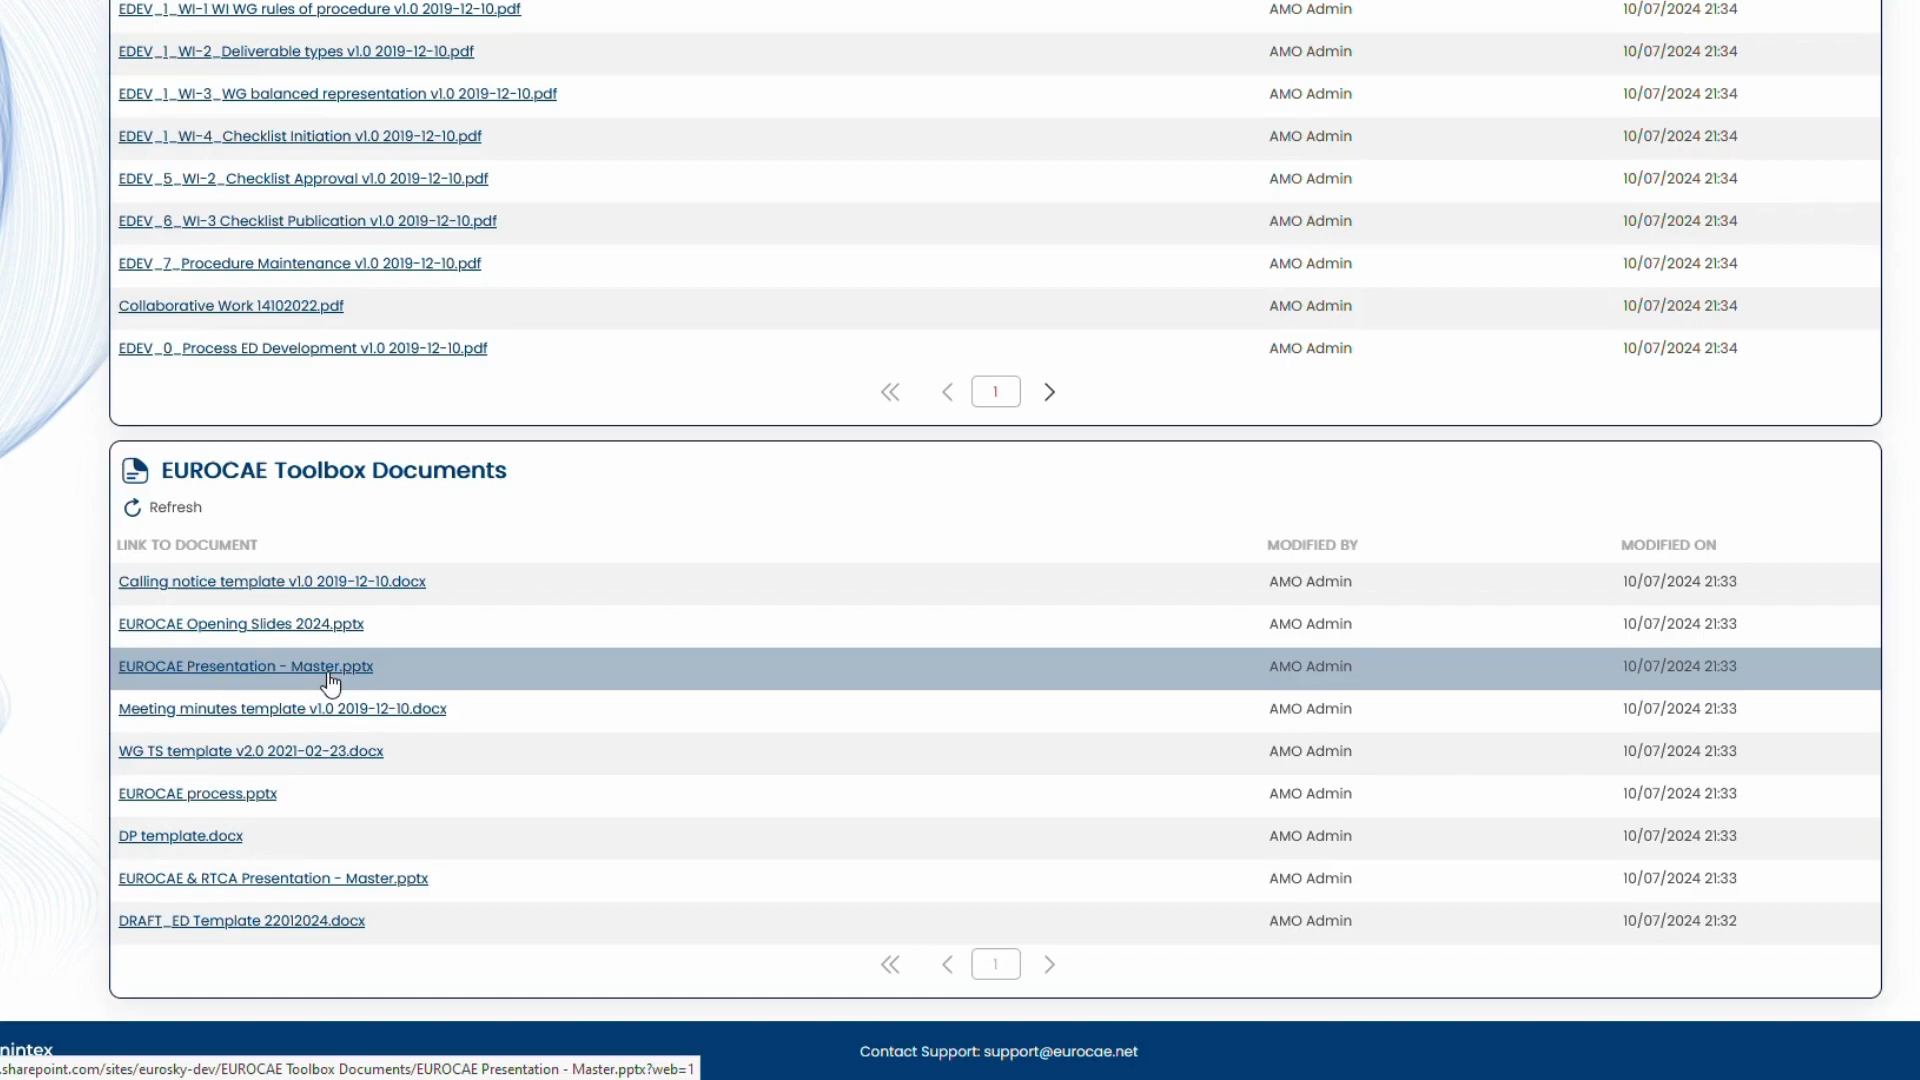 EDEV_1_WI-1 WI WG rules of procedure v1.0 2019-12-10.pdf AMO Admin 10/07/2024 21:34
EDEV_1_WI-2_Deliverable types v1.0 2019-12-10.pdf AMO Admin 10/07/2024 21:34
EDEV_1_WI-3_WG balanced representation v1.0 2019-12-10.pdf AMO Admin 10/07/2024 21:34
EDEV_1_WI-4_Checklist Initiation v1.0 2019-12-10.pdf AMO Admin 10/07/2024 21:34
EDEV_5_WI-2_Checklist Approval v1.0 2019-12-10.pdf AMO Admin 10/07/2024 21:34
EDEV_6_WI-3 Checklist Publication v1.0 2019-12-10.pdf AMO Admin 10/07/2024 21:34
EDEV_7_Procedure Maintenance v1.0 2019-12-10.pdf AMO Admin 10/07/2024 21:34
Collaborative Work 14102022.pdf AMO Admin 10/07/2024 21:34
EDEV_0_Process ED Development v1.0 2019-12-10.pdf AMO Admin 10/07/2024 21:34
1
EUROCAE Toolbox Documents
Refresh
LINK TO DOCUMENT MODIFIED BY MODIFIED ON
Calling notice template v1.0 2019-12-10.docx AMO Admin 10/07/2024 21:33
EUROCAE Opening Slides 2024.pptx AMO Admin 10/07/2024 21:33
EUROCAE Presentation - Master.pptx AMO Admin 10/07/2024 21:33
Meeting minutes template v1.0 2019-12-10.docx AMO Admin 10/07/2024 21:33
WG TS template v2.0 2021-02-23.docx AMO Admin 10/07/2024 21:33
EUROCAE process.pptx AMO Admin 10/07/2024 21:33
DP template.docx AMO Admin 10/07/2024 21:33
EUROCAE & RTCA Presentation - Master.pptx AMO Admin 10/07/2024 21:33
DRAFT_ED Template 22012024.docx AMO Admin 10/07/2024 21:32
1
nintex Contact Support: support@eurocae.net
.sharepoint.com/sites/eurosky-dev/EUROCAE Toolbox Documents/EUROCAE Presentation - Master.pptx?web=1